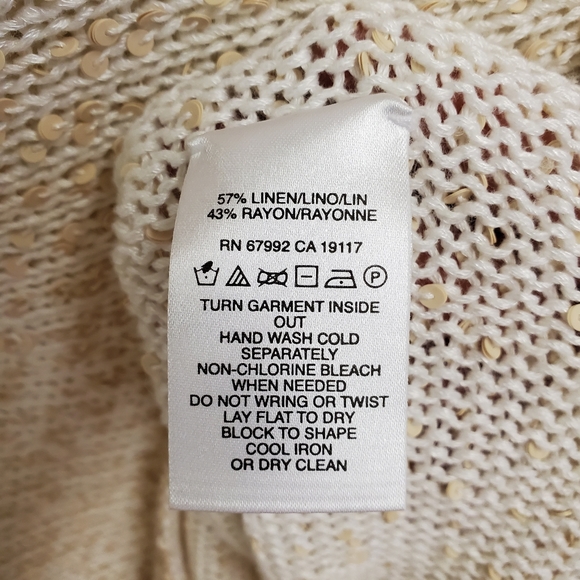 57% LINEN/LINO/LIN
43% RAYON/RAYONNE
RN 67992 CA 19117
P
TURN GARMENT INSIDE
OUT
HAND WASH COLD
SEPARATELY
NON-CHLORINE BLEACH
WHEN NEEDED
DO NOT WRING OR TWIST
LAY FLAT TO DRY
BLOCK TO SHAPE
COOL IRON
OR DRY CLEAN